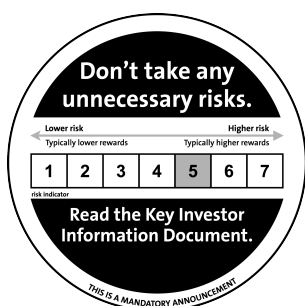 Don't take any
unnecessary risks.
Lower risk Higher risk
Typically lower rewards Typically higher rewards
1 2 3 4 5 6 7
risk indicator
Read the Key Investor
Information Document.
THIS IS A MANDATORY ANNOUNCEMENT